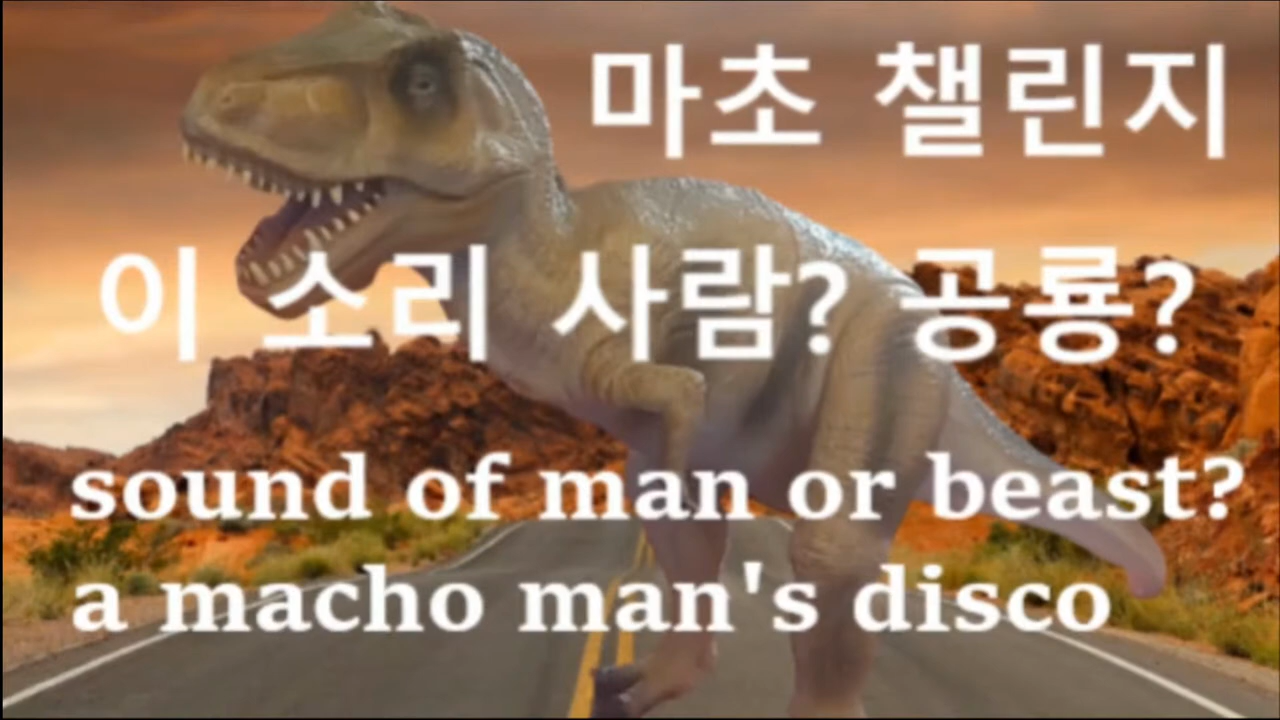 마초 챌린지
이 소리 사람? 공룡?
sound of man or beast?
a macho man's disco